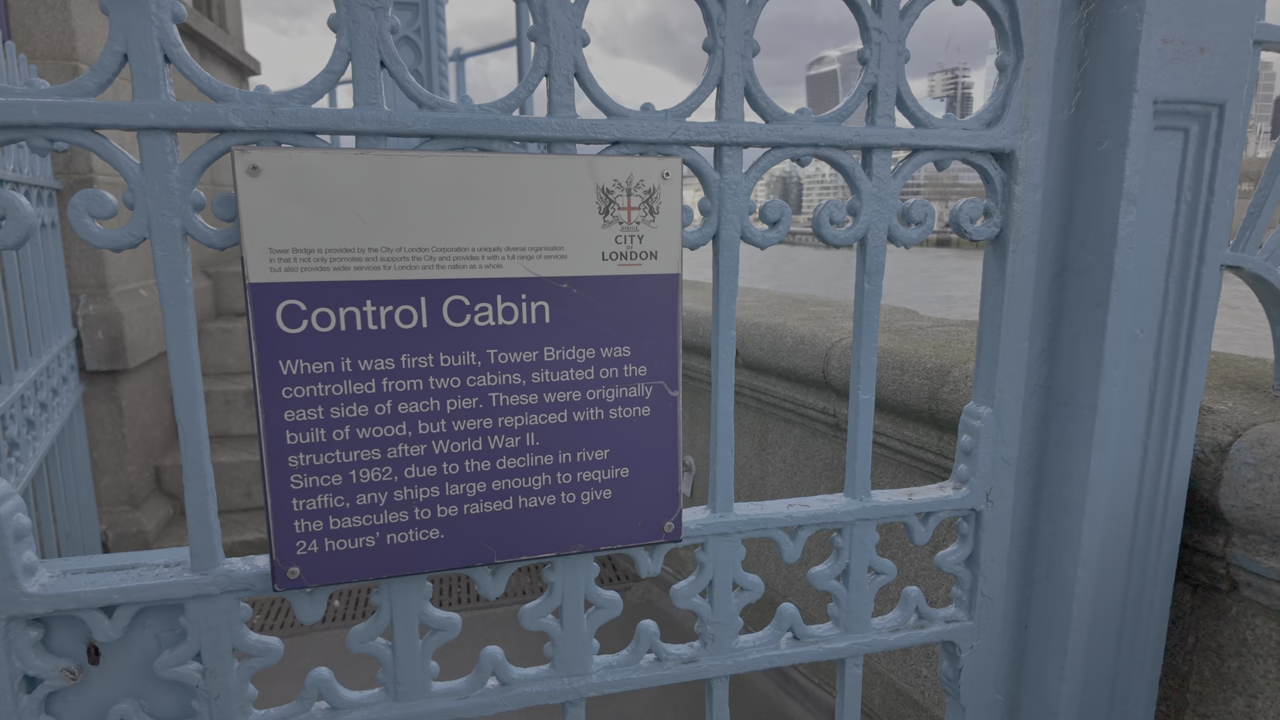 Tower Bridge is provided by the City of London Corporation a uniquely diverse organisation
in that it not only promotes and supports the City and provides it with a full range of services
but also provides wider services for London and the nation as a whole.
CITY
OF
LONDON
Control Cabin
When it was first built, Tower Bridge was
controlled from two cabins, situated on the
east side of each pier. These were originally
built of wood, but were replaced with stone
structures after World War II.
Since 1962, due to the decline in river
traffic, any ships large enough to require
the bascules to be raised have to give
24 hours’ notice.